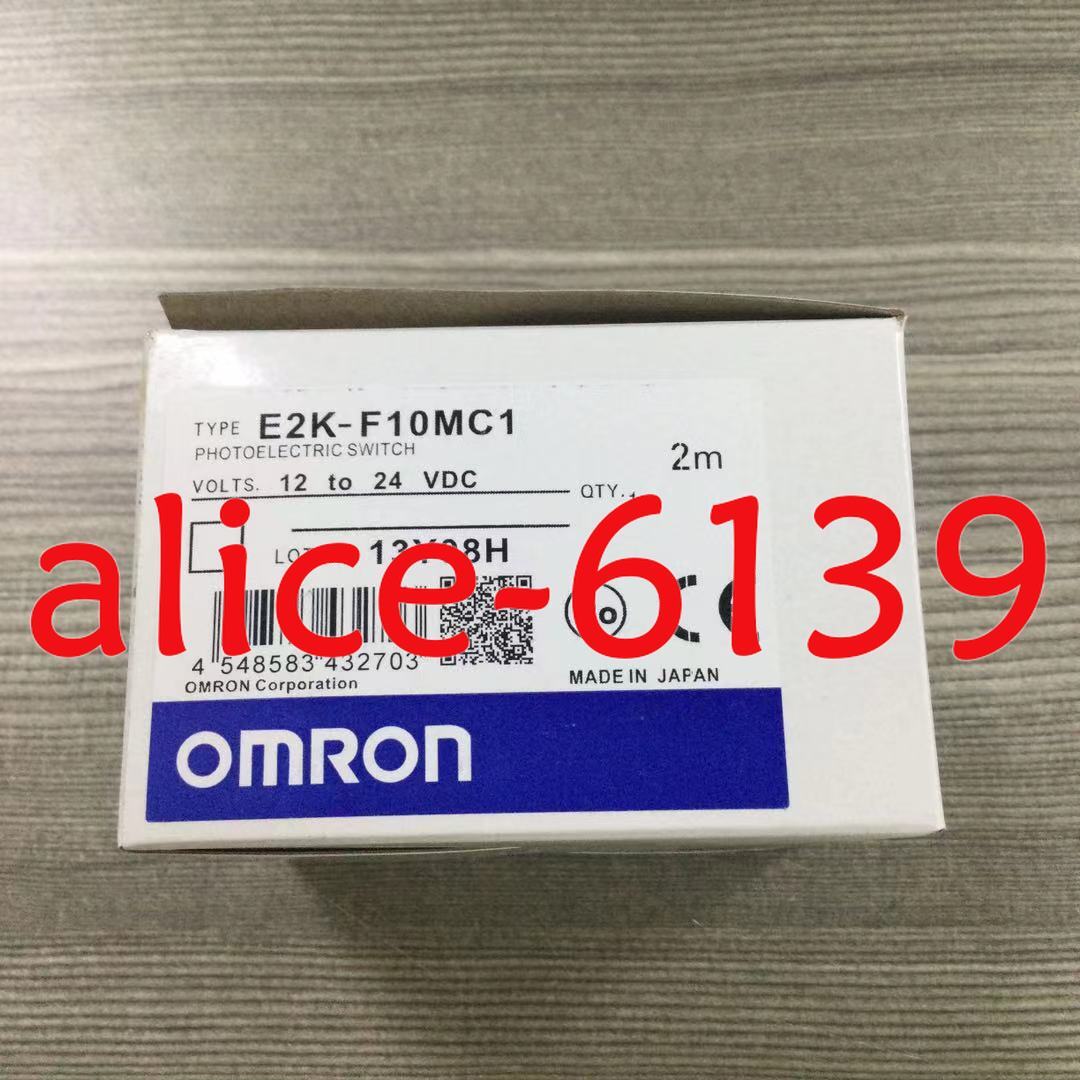 TYPE E2K-F10MC1
PHOTOELECTRIC SWITCH
2m
VOLTS. 12 to 24 VDC
QTY.
alice-6139
4 548583 432703
MADE IN JAPAN
OMRON Corporation
OMRON